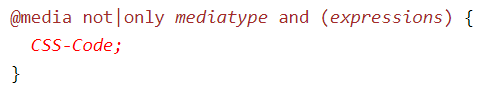 @media not|only mediatype and (expressions) {
  CSS-Code;
}